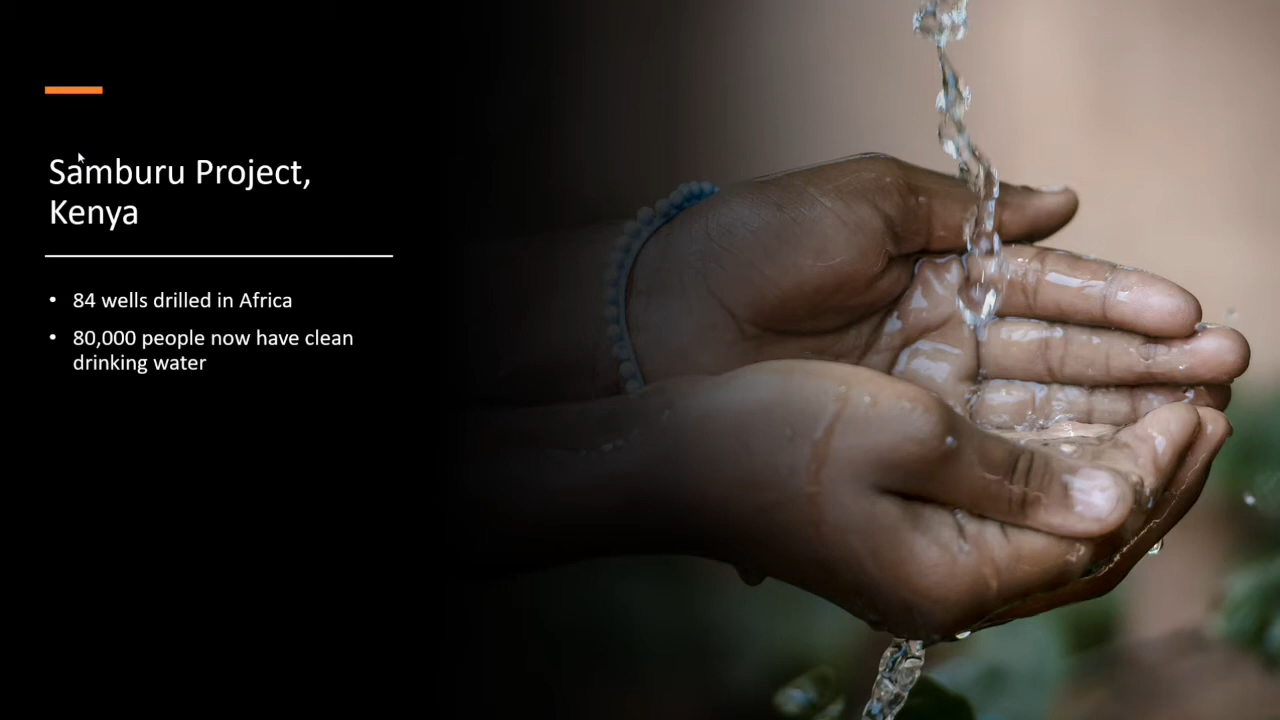 Samburu Project,
Kenya
• 84 wells drilled in Africa
• 80,000 people now have clean
drinking water